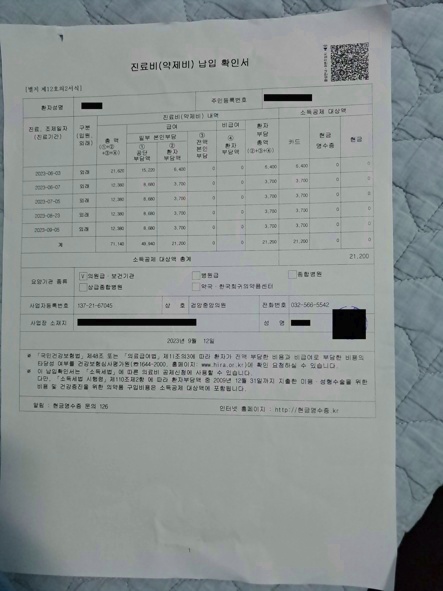 진료비(약제비) 납입 확인서
[별지 제12호의2서식]
환자성명 주민등록번호
진료비(약제비) 내역 소득공제 대상액
진료, 조제일자 (진료기간) 구분 (입원, 외래) 총 액 (①+②+③+④) 급여 비급여 환자 부담 총액 (②+③+④) 카드 현금 영수증 현금
일부 본인부담 ① 공단 부담액 ② 환자 부담액 ③ 전액 본인 부담 ④ 환자 부담액
외래 21,620 15,220 6,400 0 0 6,400 6,400 0 0
외래 12,380 8,680 3,700 0 0 3,700 3,700 0 0
외래 12,380 8,680 3,700 0 0 3,700 3,700 0 0
외래 12,380 8,680 3,700 0 0 3,700 3,700 0 0
외래 12,380 8,680 3,700 0 0 3,700 3,700 0 0
계 71,140 49,940 21,200 0 0 21,200 21,200 0 0
소득공제 대상액 총계 21,200
요양기관 종류 의원급ㆍ보건기관 병원급 종합병원
상급종합병원 약국ㆍ한국희귀의약품센터
사업자등록번호 137-21-67045 상 호 검암중앙의원 전화번호 032-566-5542
사업장 소재지 성 명
2023년 9월 12일
※ 「국민건강보험법」 제48조 또는 「의료급여법」 제11조의3에 따라 환자가 전액 부담한 비용과 비급여로 부담한 비용의
타당성 여부를 건강보험심사평가원(☎1644-2000, 홈페이지: www.hira.or.kr)에 확인 요청하실 수 있습니다.
※ 이 납입확인서는 「소득세법」에 따른 의료비 공제신청에 사용할 수 있습니다.
다만, 「소득세법 시행령」 제110조제2항에 따라 환자부담액 중 2009년 12월 31일까지 지출한 미용ㆍ성형수술을 위한
비용 및 건강증진을 위한 의약품 구입비용은 소득공제 대상액에 포함됩니다.
알림 : 현금영수증 문의 126 인터넷 홈페이지 : http://현금영수증.kr